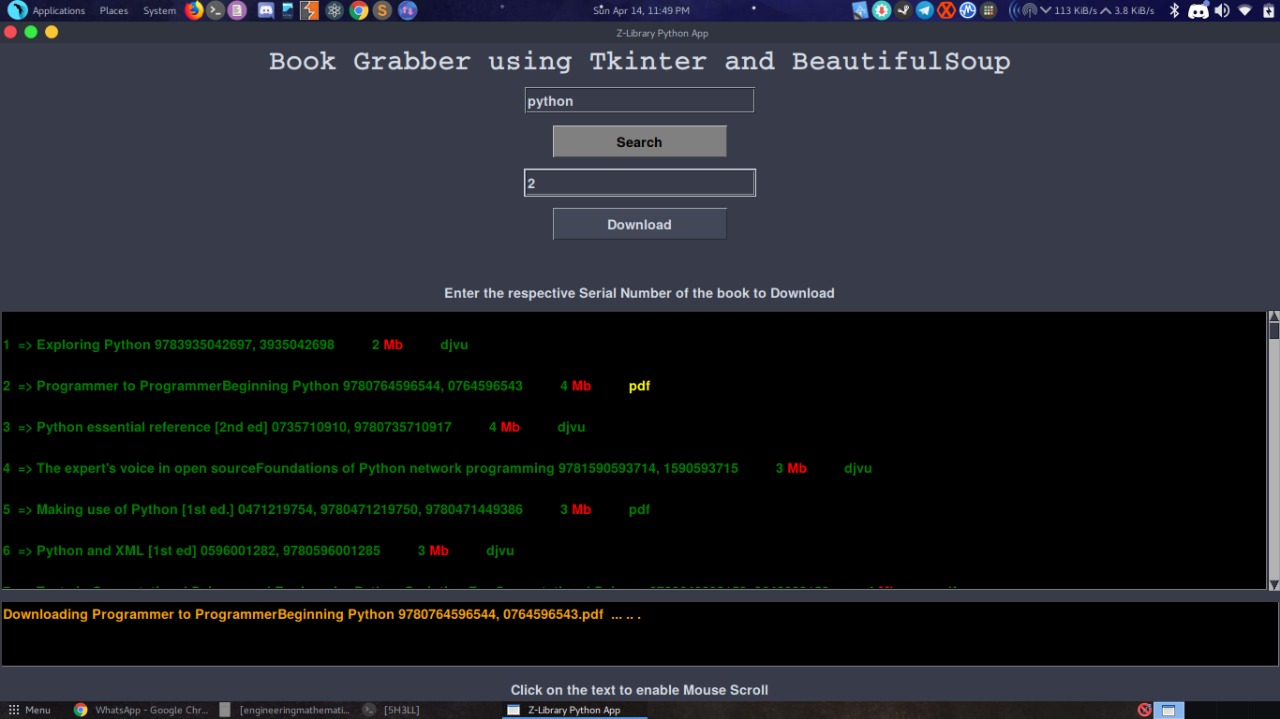 Applications Places System Sun Apr 14, 11:49 PM 113 KiB/s 3.8 KiB/s
Z-Library Python App
Book Grabber using Tkinter and BeautifulSoup
python
Search
2
Download
Enter the respective Serial Number of the book to Download
1 => Exploring Python 9783935042697, 3935042698 2 Mb djvu
2 => Programmer to ProgrammerBeginning Python 9780764596544, 0764596543 4 Mb pdf
3 => Python essential reference [2nd ed] 0735710910, 9780735710917 4 Mb djvu
4 => The expert's voice in open sourceFoundations of Python network programming 9781590593714, 1590593715 3 Mb djvu
5 => Making use of Python [1st ed.] 0471219754, 9780471219750, 9780471449386 3 Mb pdf
6 => Python and XML [1st ed] 0596001282, 9780596001285 3 Mb djvu
Downloading Programmer to ProgrammerBeginning Python 9780764596544, 0764596543.pdf ... .. .
Click on the text to enable Mouse Scroll
Menu WhatsApp - Google Chr... [engineeringmathemati... [5H3LL] Z-Library Python App